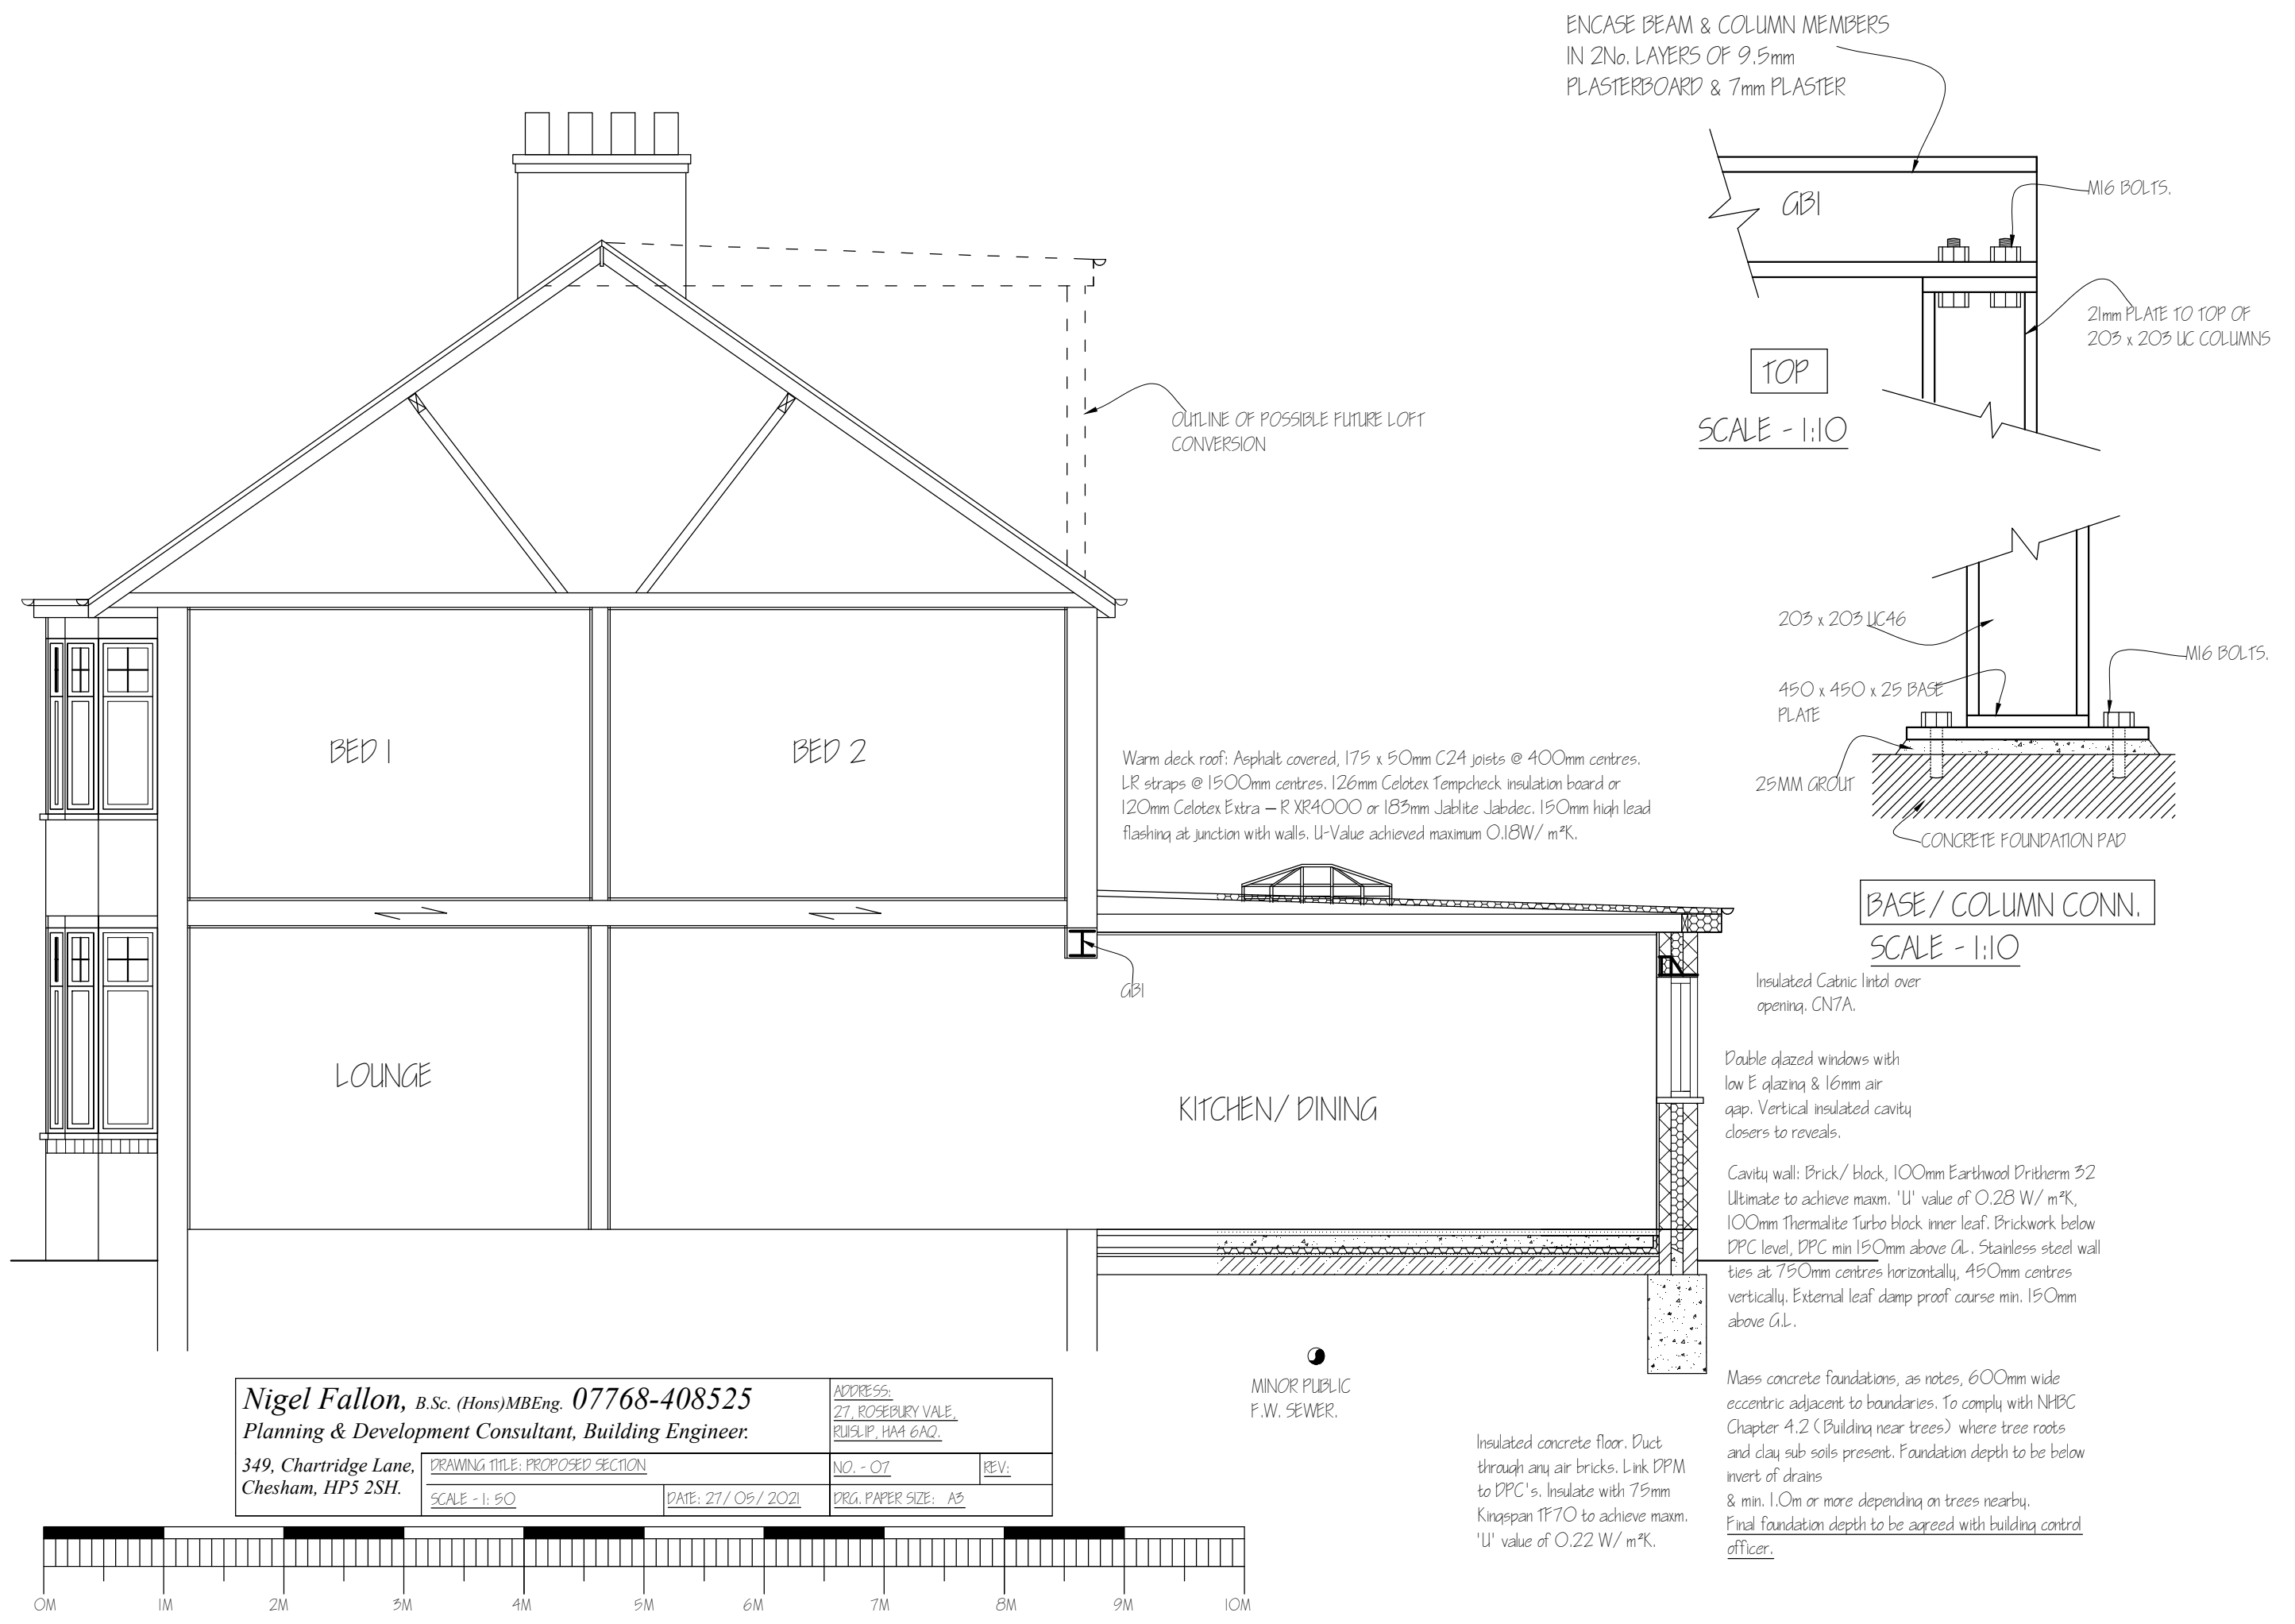 ENCASE BEAM & COLUMN MEMBERS
IN 2No. LAYERS OF 9.5mm
PLASTERBOARD & 7mm PLASTER
GB1
M16 BOLTS.
21mm PLATE TO TOP OF
203 x 203 UC COLUMNS
TOP
SCALE - 1:10
OUTLINE OF POSSIBLE FUTURE LOFT
CONVERSION
203 x 203 UC46
M16 BOLTS.
450 x 450 x 25 BASE
PLATE
25MM GROUT
CONCRETE FOUNDATION PAD
BASE/ COLUMN CONN.
SCALE - 1:10
BED 1
BED 2
Warm deck roof: Asphalt covered, 175 x 50mm C24 joists @ 400mm centres.
LR straps @ 1500mm centres. 126mm Celotex Tempcheck insulation board or
120mm Celotex Extra – R XR4000 or 183mm Jablite Jabdec. 150mm high lead
flashing at junction with walls. U-Value achieved maximum 0.18W/ m²K.
GB1
Insulated Catnic lintol over
opening. CN7A.
LOUNGE
KITCHEN/ DINING
Double glazed windows with
low E glazing & 16mm air
gap. Vertical insulated cavity
closers to reveals.
Cavity wall: Brick/ block, 100mm Earthwool Dritherm 32
Ultimate to achieve maxm. 'U' value of 0.28 W/ m²K,
100mm Thermalite Turbo block inner leaf. Brickwork below
DPC level, DPC min 150mm above GL. Stainless steel wall
ties at 750mm centres horizontally, 450mm centres
vertically. External leaf damp proof course min. 150mm
above G.L.
MINOR PUBLIC
F.W. SEWER.
Mass concrete foundations, as notes, 600mm wide
eccentric adjacent to boundaries. To comply with NHBC
Chapter 4.2 (Building near trees) where tree roots
and clay sub soils present. Foundation depth to be below
invert of drains
& min. 1.0m or more depending on trees nearby.
Final foundation depth to be agreed with building control
officer.
Insulated concrete floor. Duct
through any air bricks. Link DPM
to DPC's. Insulate with 75mm
Kingspan TF70 to achieve maxm.
'U' value of 0.22 W/ m²K.
Nigel Fallon, B.Sc. (Hons)MBEng. 07768-408525
Planning & Development Consultant, Building Engineer.
349, Chartridge Lane,
Chesham, HP5 2SH.
ADDRESS:
27, ROSEBURY VALE,
RUISLIP, HA4 6AQ.
DRAWING TITLE: PROPOSED SECTION
NO. - 07
REV:
SCALE - 1: 50
DATE: 27/ 05/ 2021
DRG. PAPER SIZE: A3
0M 1M 2M 3M 4M 5M 6M 7M 8M 9M 10M